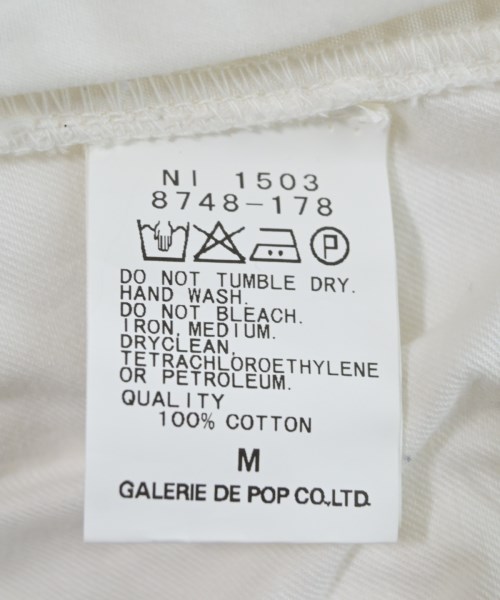 NI 1503
8748-178
P
DO NOT TUMBLE DRY.
HAND WASH.
DO NOT BLEACH.
IRON,MEDIUM.
DRYCLEAN,
TETRACHLOROETHYLENE
OR PETROLEUM.
QUALITY
100% COTTON
M
GALERIE DE POP CO.,LTD.